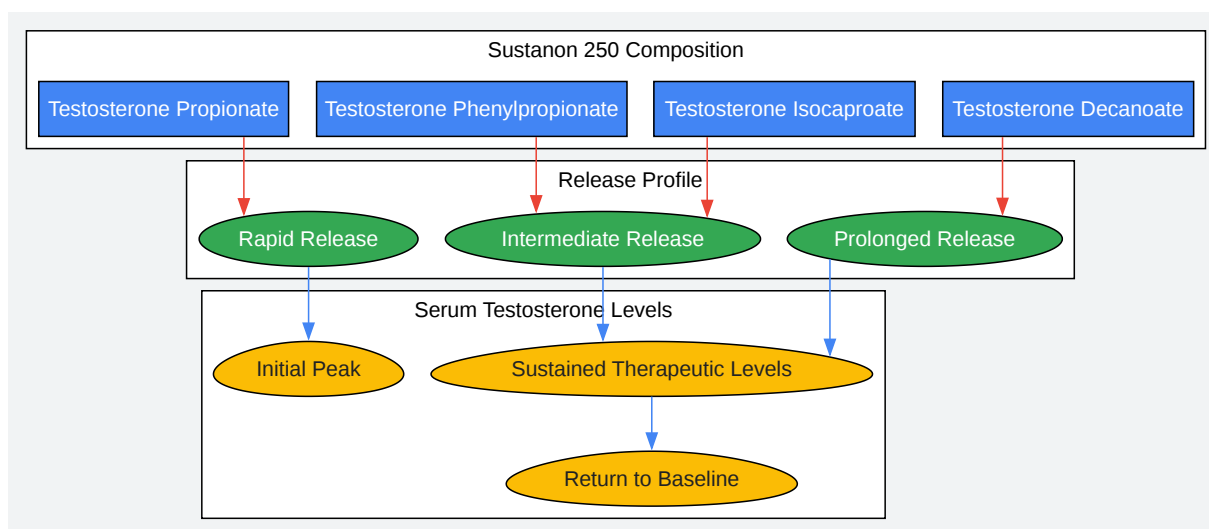 Sustanon 250 Composition
Testosterone Propionate
Testosterone Phenylpropionate
Testosterone Isocaproate
Testosterone Decanoate
Release Profile
Rapid Release
Intermediate Release
Prolonged Release
Serum Testosterone Levels
Initial Peak
Sustained Therapeutic Levels
Return to Baseline